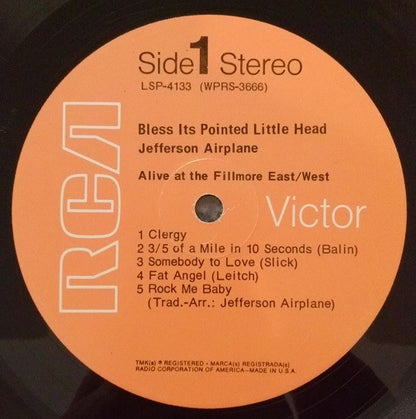 Side 1 Stereo
LSP-4133 (WPRS-3666)
Bless Its Pointed Little Head
Jefferson Airplane
Alive at the Fillmore East/West
RCA
Victor
1 Clergy
2 3/5 of a Mile in 10 Seconds (Balin)
3 Somebody to Love (Slick)
4 Fat Angel (Leitch)
5 Rock Me Baby
(Trad.-Arr.: Jefferson Airplane)
TMK(s) ® REGISTERED - MARCA(s) REGISTRADA(s)
RADIO CORPORATION OF AMERICA-MADE IN U.S.A.